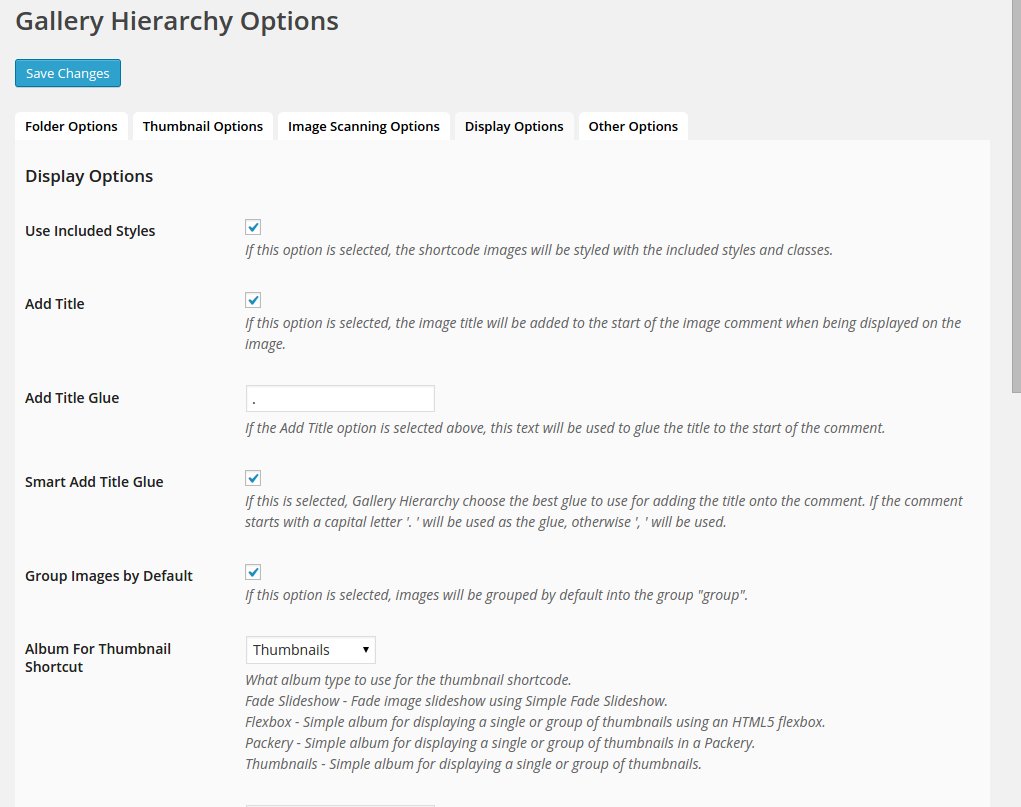 Gallery Hierarchy Options
Save Changes
Folder Options
Thumbnail Options
Image Scanning Options
Display Options
Other Options
Display Options
Use Included Styles
If this option is selected, the shortcode images will be styled with the included styles and classes.
Add Title
If this option is selected, the image title will be added to the start of the image comment when being displayed on the
image.
Add Title Glue
.
If the Add Title option is selected above, this text will be used to glue the title to the start of the comment.
Smart Add Title Glue
If this is selected, Gallery Hierarchy choose the best glue to use for adding the title onto the comment. If the comment
starts with a capital letter '. ' will be used as the glue, otherwise ', ' will be used.
Group Images by Default
If this option is selected, images will be grouped by default into the group "group".
Album For Thumbnail
Shortcut
Thumbnails
What album type to use for the thumbnail shortcode.
Fade Slideshow - Fade image slideshow using Simple Fade Slideshow.
Flexbox - Simple album for displaying a single or group of thumbnails using an HTML5 flexbox.
Packery - Simple album for displaying a single or group of thumbnails in a Packery.
Thumbnails - Simple album for displaying a single or group of thumbnails.